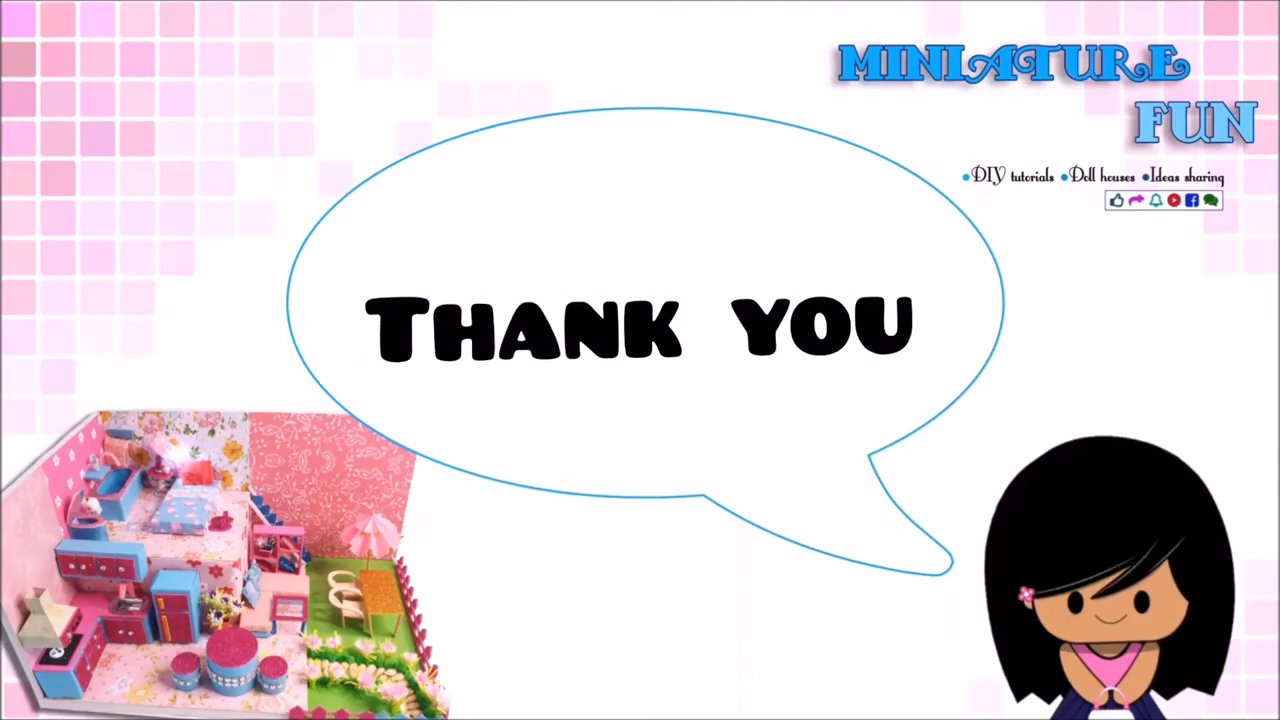 MINIATURE
FUN
•DIY tutorials •Doll houses •Ideas sharing
THANK YOU